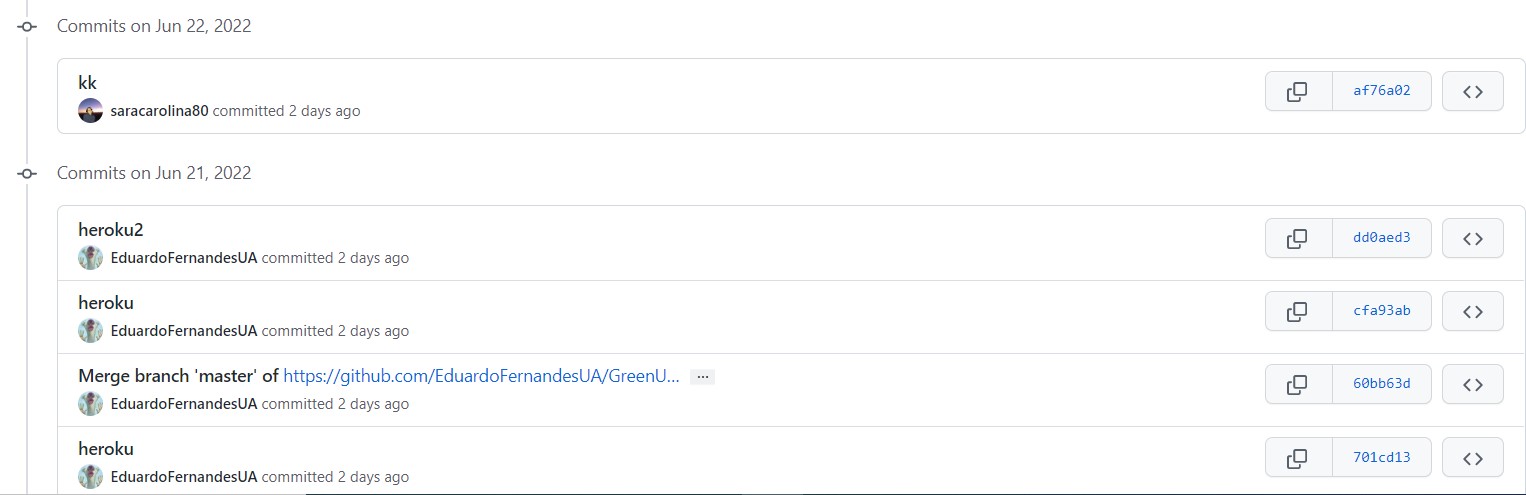 Commits on Jun 22, 2022
kk
af76a02
saracarolina80 committed 2 days ago
Commits on Jun 21, 2022
heroku2
dd0aed3
EduardoFernandesUA committed 2 days ago
heroku
cfa93ab
EduardoFernandesUA committed 2 days ago
Merge branch 'master' of https://github.com/EduardoFernandesUA/GreenU... ...
60bb63d
EduardoFernandesUA committed 2 days ago
heroku
701cd13
EduardoFernandesUA committed 2 days ago